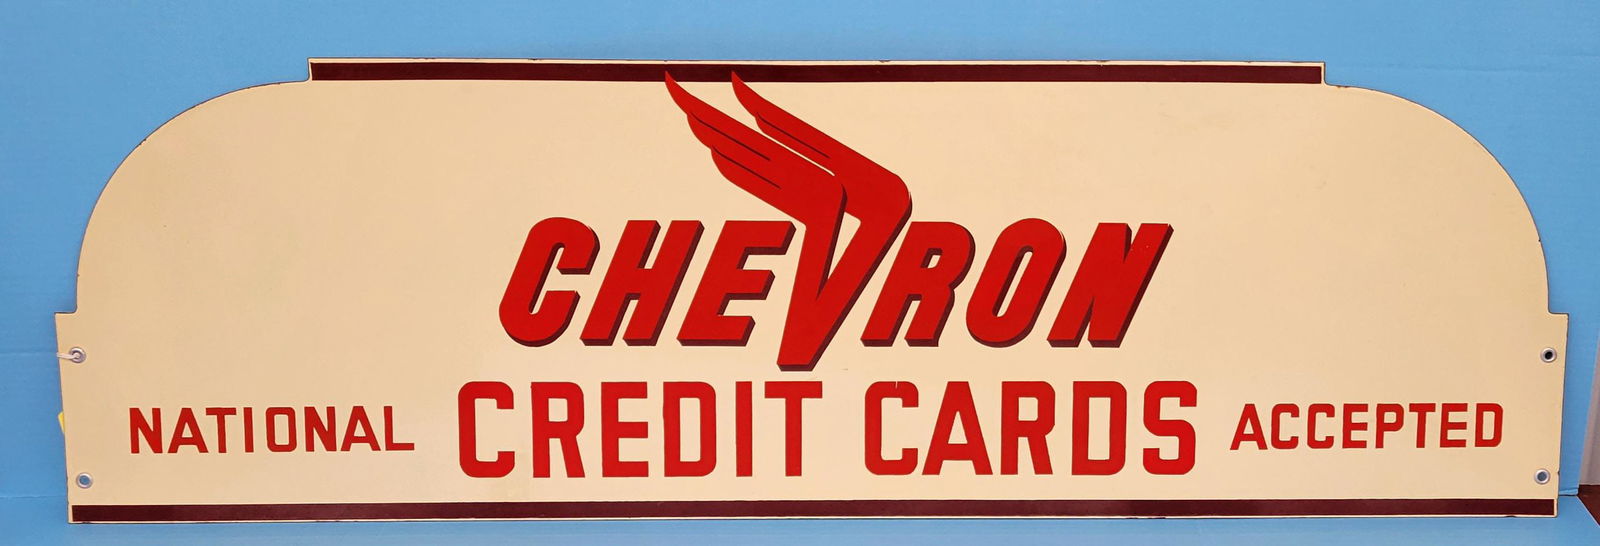 CHEVRON
NATIONAL CREDIT CARDS ACCEPTED